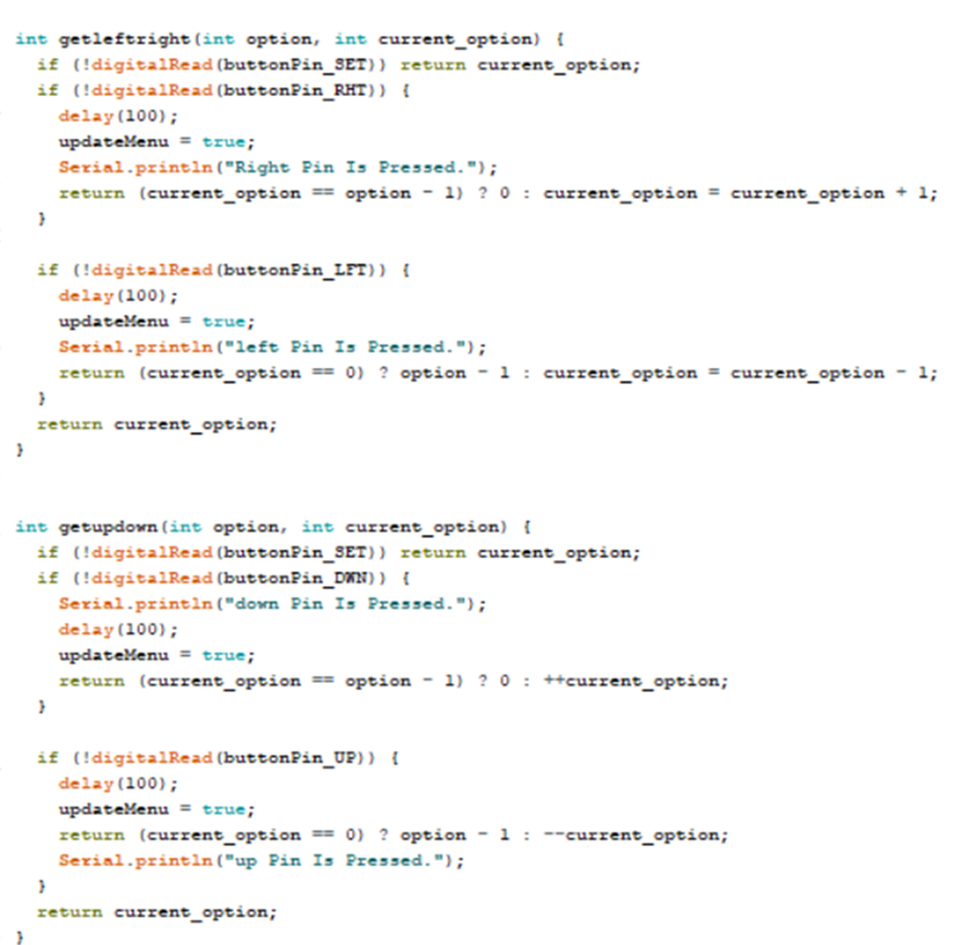 int getleftright(int option, int current_option) {
if (!digitalRead(buttonPin_SET)) return current_option;
if (!digitalRead(buttonPin_RHT)) {
delay(100);
updateMenu = true;
Serial.println("Right Pin Is Pressed.");
return (current_option == option - 1) ? 0 : current_option = current_option + 1;
}
if (!digitalRead(buttonPin_LFT)) {
delay(100);
updateMenu = true;
Serial.println("left Pin Is Pressed.");
return (current_option == 0) ? option - 1 : current_option = current_option - 1;
}
return current_option;
}
int getupdown(int option, int current_option) {
if (!digitalRead(buttonPin_SET)) return current_option;
if (!digitalRead(buttonPin_DWN)) {
Serial.println("down Pin Is Pressed.");
delay(100);
updateMenu = true;
return (current_option == option - 1) ? 0 : ++current_option;
}
if (!digitalRead(buttonPin_UP)) {
delay(100);
updateMenu = true;
return (current_option == 0) ? option - 1 : --current_option;
Serial.println("up Pin Is Pressed.");
}
return current_option;
}